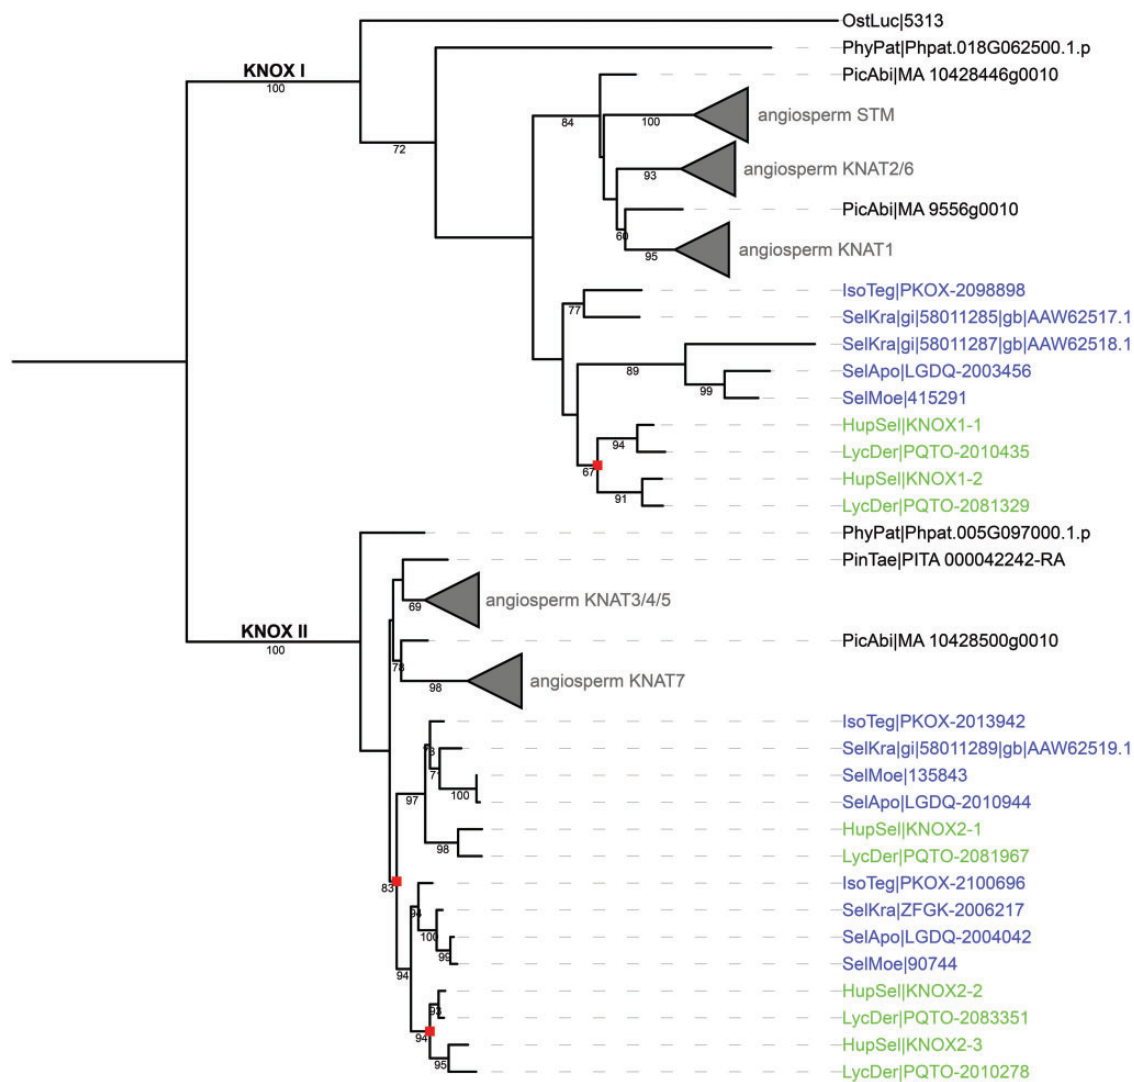 OstLuc|5313
PhyPat|Phpat.018G062500.1.p
KNOX I
PicAbi|MA 10428446g0010
100
angiosperm STM
84
100
72
angiosperm KNAT2/6
93
PicAbi|MA 9556g0010
60
angiosperm KNAT1
95
IsoTeg|PKOX-2098898
77
SelKra|gi|58011285|gb|AAW62517.1
SelKra|gi|58011287|gb|AAW62518.1
89
SelApo|LGDQ-2003456
99
SelMoe|415291
HupSel|KNOX1-1
94
LycDer|PQTO-2010435
67
HupSel|KNOX1-2
91
LycDer|PQTO-2081329
PhyPat|Phpat.005G097000.1.p
PinTae|PITA 000042242-RA
angiosperm KNAT3/4/5
69
KNOX II
PicAbi|MA 10428500g0010
100
78
angiosperm KNAT7
98
IsoTeg|PKOX-2013942
73
SelKra|gi|58011289|gb|AAW62519.1
71
SelMoe|135843
97
100
SelApo|LGDQ-2010944
HupSel|KNOX2-1
98
LycDer|PQTO-2081967
IsoTeg|PKOX-2100696
83
SelKra|ZFGK-2006217
94
100
SelApo|LGDQ-2004042
99
SelMoe|90744
94
HupSel|KNOX2-2
93
LycDer|PQTO-2083351
94
HupSel|KNOX2-3
95
LycDer|PQTO-2010278